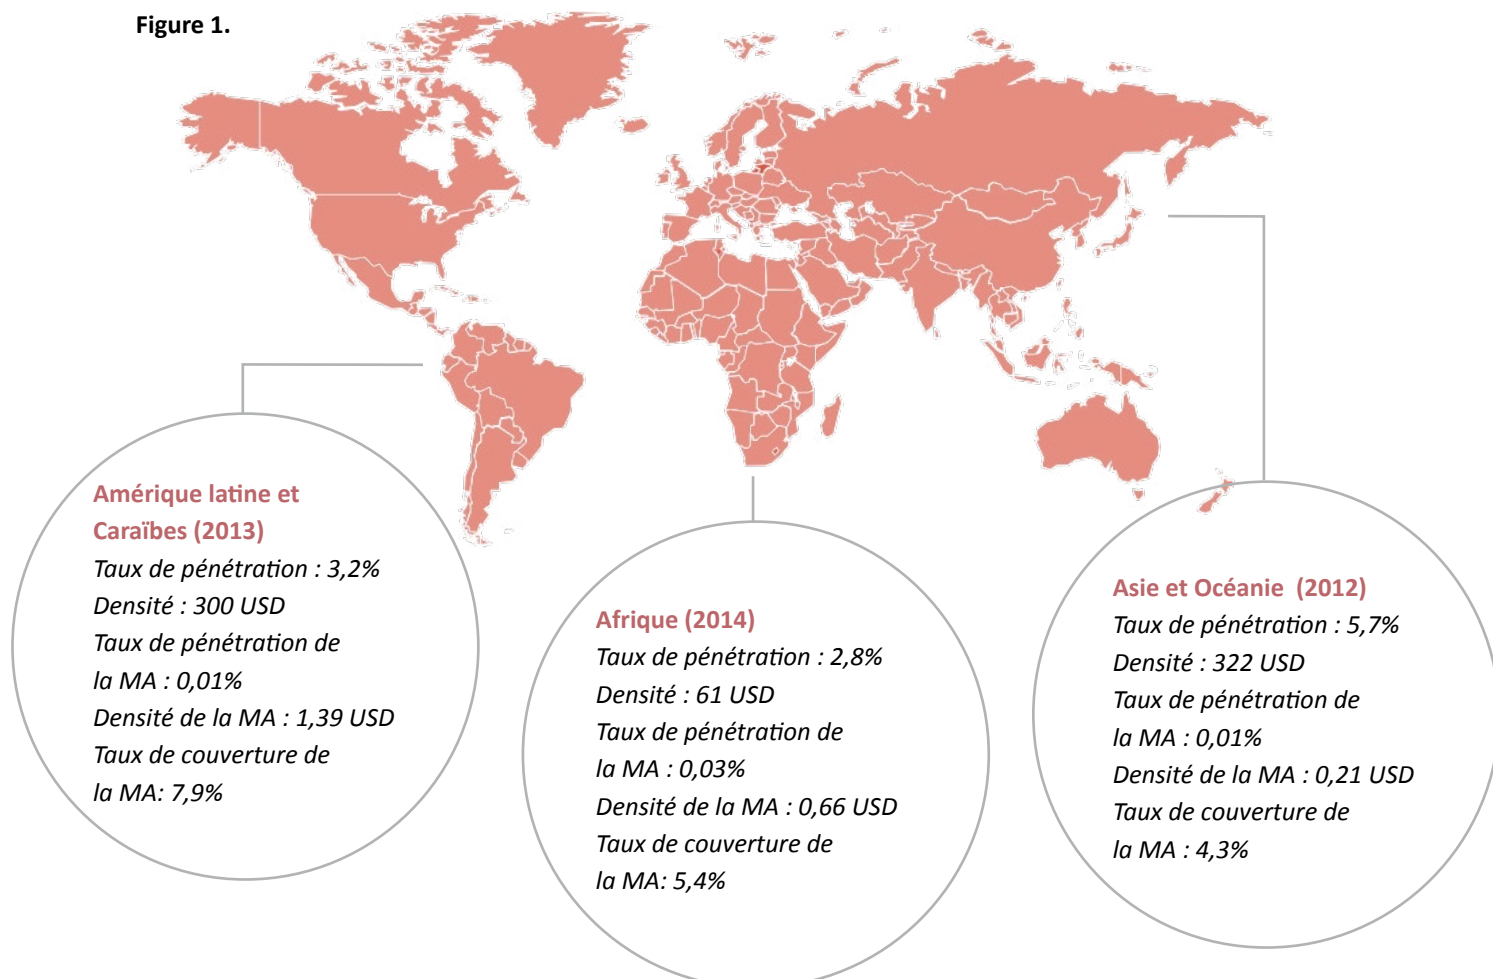 Figure 1.
Amérique latine et
Caraïbes (2013)
Taux de pénétration : 3,2%
Densité : 300 USD
Taux de pénétration de
la MA : 0,01%
Densité de la MA : 1,39 USD
Taux de couverture de
la MA: 7,9%
Afrique (2014)
Taux de pénétration : 2,8%
Densité : 61 USD
Taux de pénétration de
la MA : 0,03%
Densité de la MA : 0,66 USD
Taux de couverture de
la MA: 5,4%
Asie et Océanie (2012)
Taux de pénétration : 5,7%
Densité : 322 USD
Taux de pénétration de
la MA : 0,01%
Densité de la MA : 0,21 USD
Taux de couverture de
la MA : 4,3%